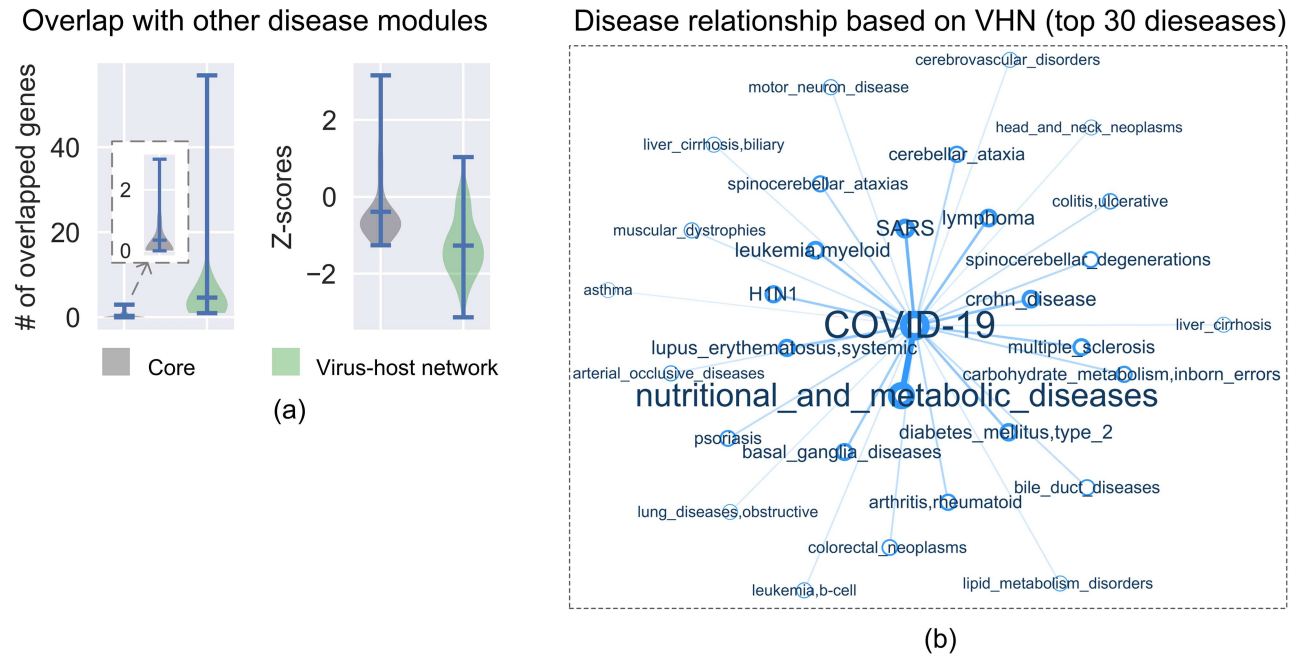 Overlap with other disease modules
# of overlapped genes
40
20
0
2
0
Z-scores
2
0
−2
Core
Virus-host network
(a)
Disease relationship based on VHN (top 30 dieseases)
cerebrovascular_disorders
motor_neuron_disease
head_and_neck_neoplasms
liver_cirrhosis,biliary
cerebellar_ataxia
spinocerebellar_ataxias
colitis,ulcerative
lymphoma
SARS
muscular_dystrophies
leukemia,myeloid
spinocerebellar_degenerations
asthma
H1N1
crohn_disease
COVID-19
liver_cirrhosis
lupus_erythematosus,systemic
multiple_sclerosis
arterial_occlusive_diseases
carbohydrate_metabolism,inborn_errors
nutritional_and_metabolic_diseases
diabetes_mellitus,type_2
psoriasis
basal_ganglia_diseases
bile_duct_diseases
arthritis,rheumatoid
lung_diseases,obstructive
colorectal_neoplasms
lipid_metabolism_disorders
leukemia,b-cell
(b)